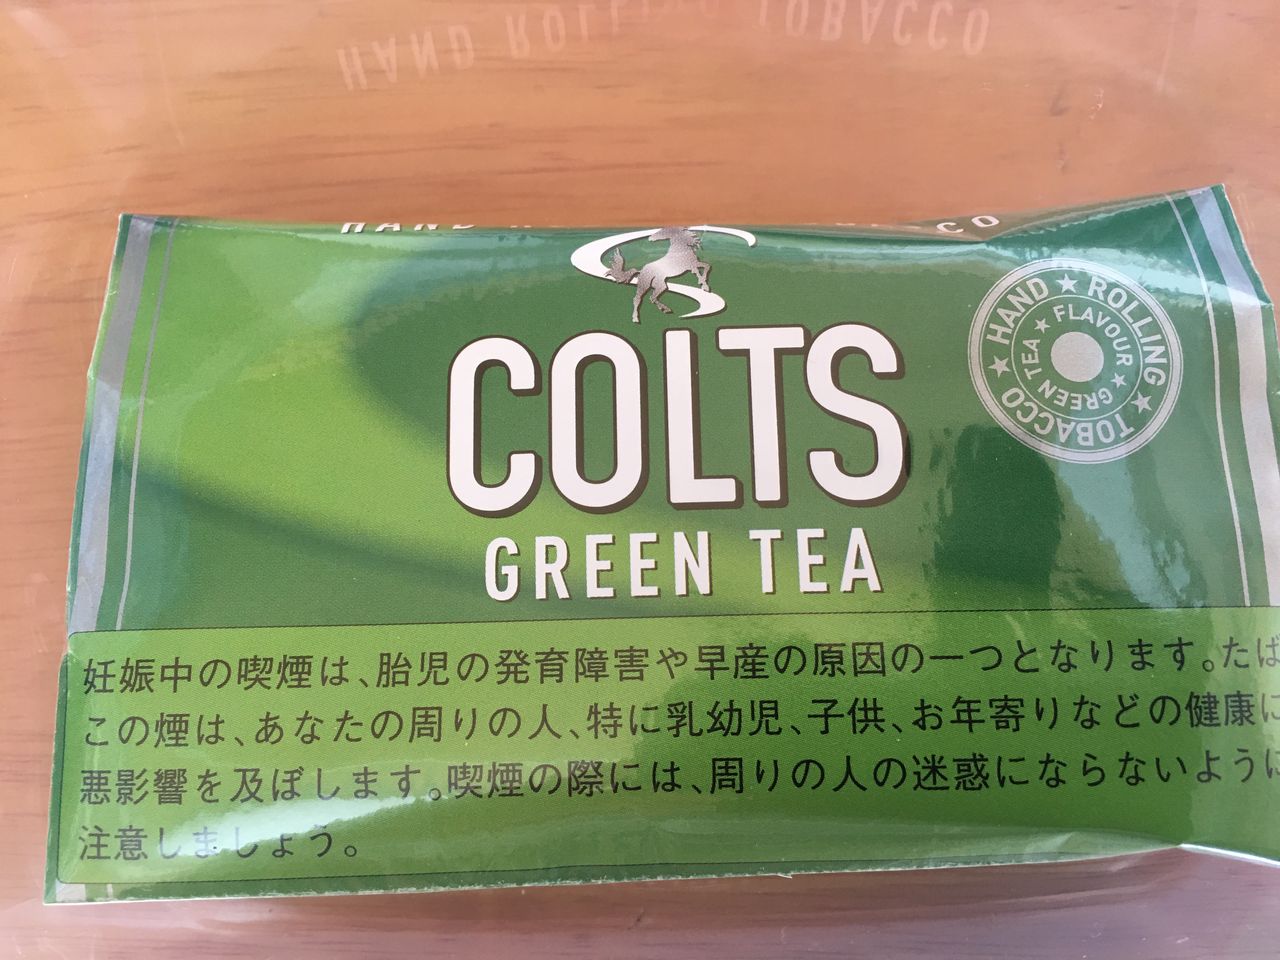 HAND ROLLING TOBACCO
COLTS
GREEN TEA
HAND ★ ROLLING ★ TOBACCO ★
GREEN TEA ★ FLAVOUR ★
妊娠中の喫煙は、胎児の発育障害や早産の原因の一つとなります。たば
この煙は、あなたの周りの人、特に乳幼児、子供、お年寄りなどの健康に
悪影響を及ぼします。喫煙の際には、周りの人の迷惑にならないように
注意しましょう。